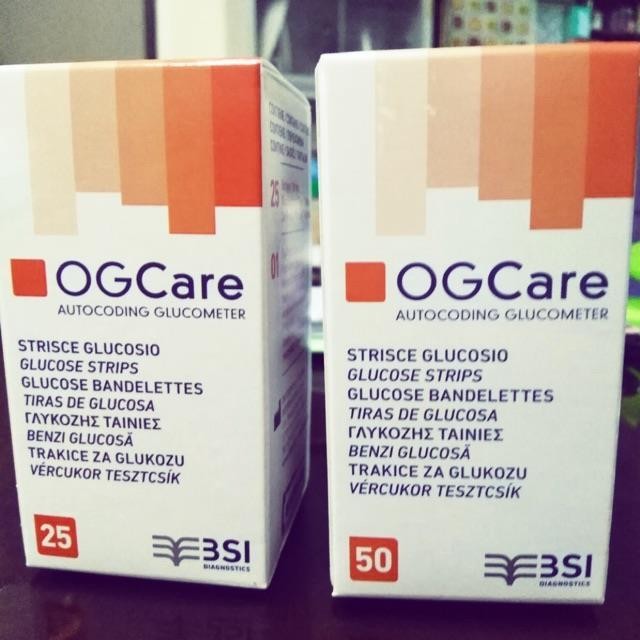 OGCare
AUTOCODING GLUCOMETER
STRISCE GLUCOSIO
GLUCOSE STRIPS
GLUCOSE BANDELETTES
TIRAS DE GLUCOSA
ΓΛΥΚΟΖΗΣ ΤΑΙΝΙΕΣ
BENZI GLUCOSĂ
TRAKICE ZA GLUKOZU
VÉRCUKOR TESZTCSÍK
25
BSI
DIAGNOSTICS
25
01
OGCare
AUTOCODING GLUCOMETER
STRISCE GLUCOSIO
GLUCOSE STRIPS
GLUCOSE BANDELETTES
TIRAS DE GLUCOSA
ΓΛΥΚΟΖΗΣ ΤΑΙΝΙΕΣ
BENZI GLUCOSĂ
TRAKICE ZA GLUKOZU
VÉRCUKOR TESZTCSÍK
50
BSI
DIAGNOSTICS